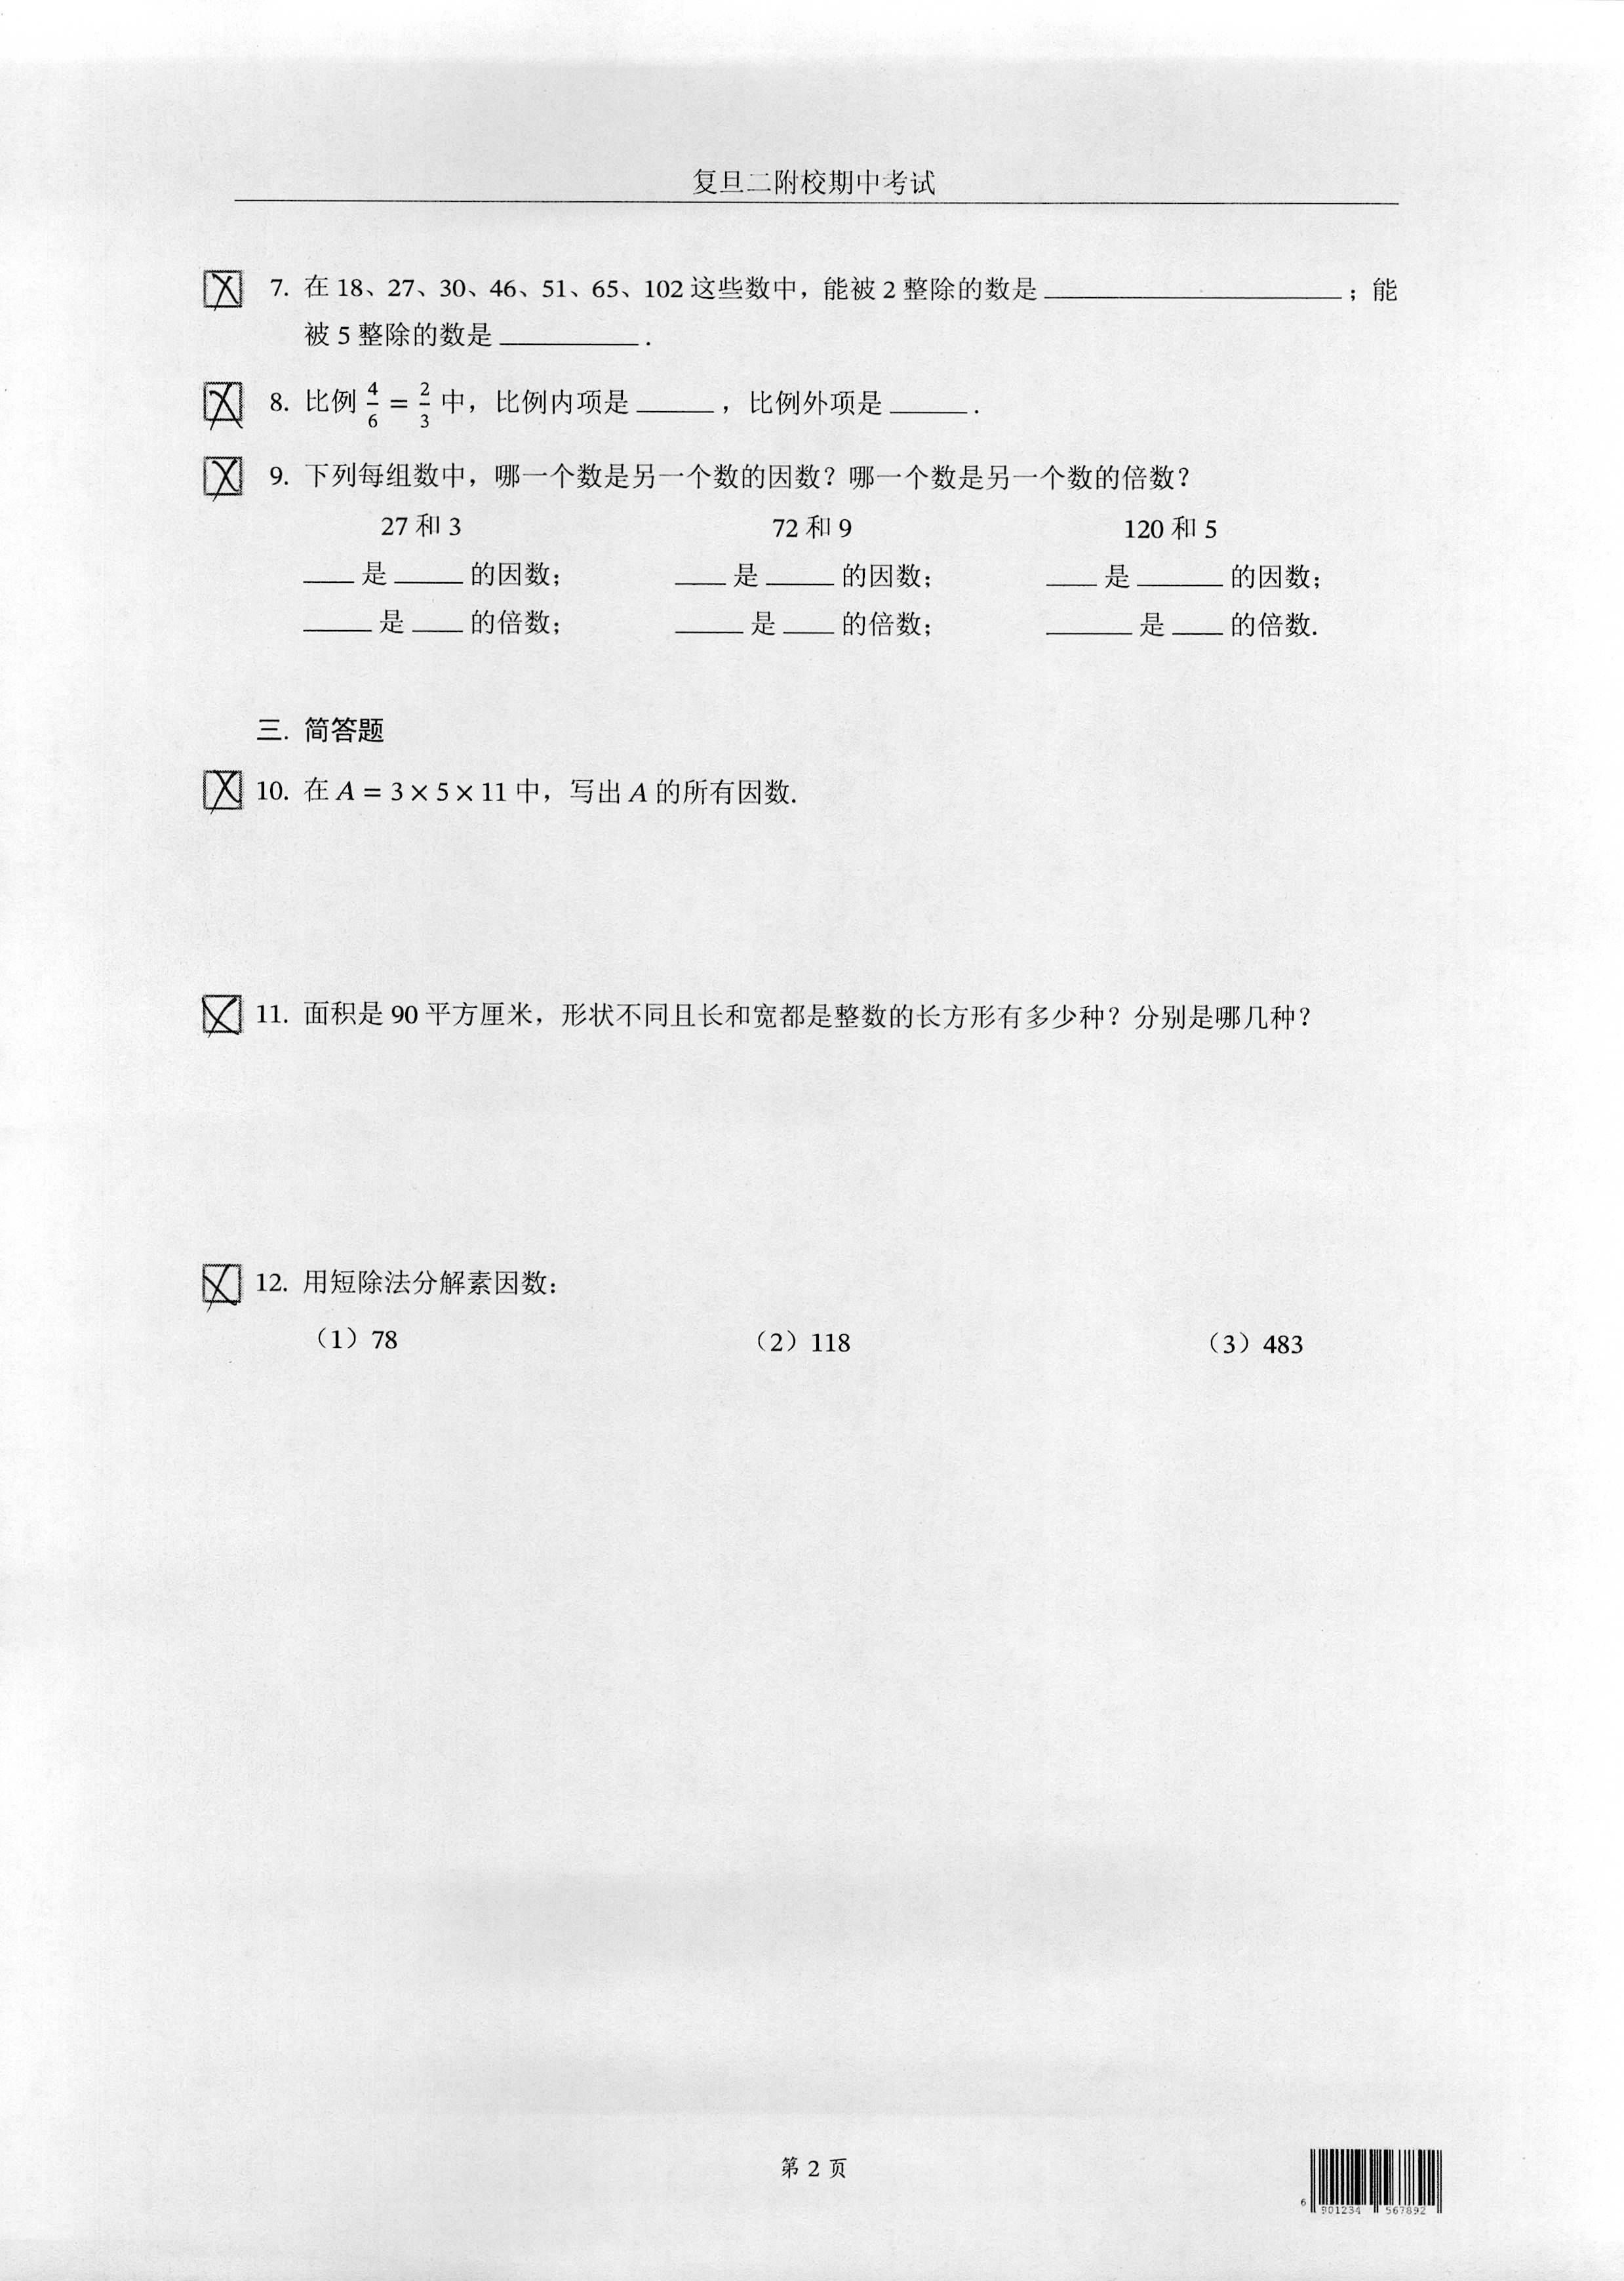 复旦二附校期中考试
7. 在 18、27、30、46、51、65、102 这些数中，能被 2 整除的数是 ______ ；能
被 5 整除的数是 ______ .
8. 比例 4/6 = 2/3 中，比例内项是 ______ ，比例外项是 ______ .
9. 下列每组数中，哪一个数是另一个数的因数？哪一个数是另一个数的倍数？
27 和 3 72 和 9 120 和 5
____ 是 ____ 的因数； ____ 是 ____ 的因数； ____ 是 ____ 的因数；
____ 是 ____ 的倍数； ____ 是 ____ 的倍数； ____ 是 ____ 的倍数.
三. 简答题
10. 在 A = 3 × 5 × 11 中，写出 A 的所有因数.
11. 面积是 90 平方厘米，形状不同且长和宽都是整数的长方形有多少种？分别是哪几种？
12. 用短除法分解素因数：
（1）78 （2）118 （3）483
第 2 页
6 901234 567892